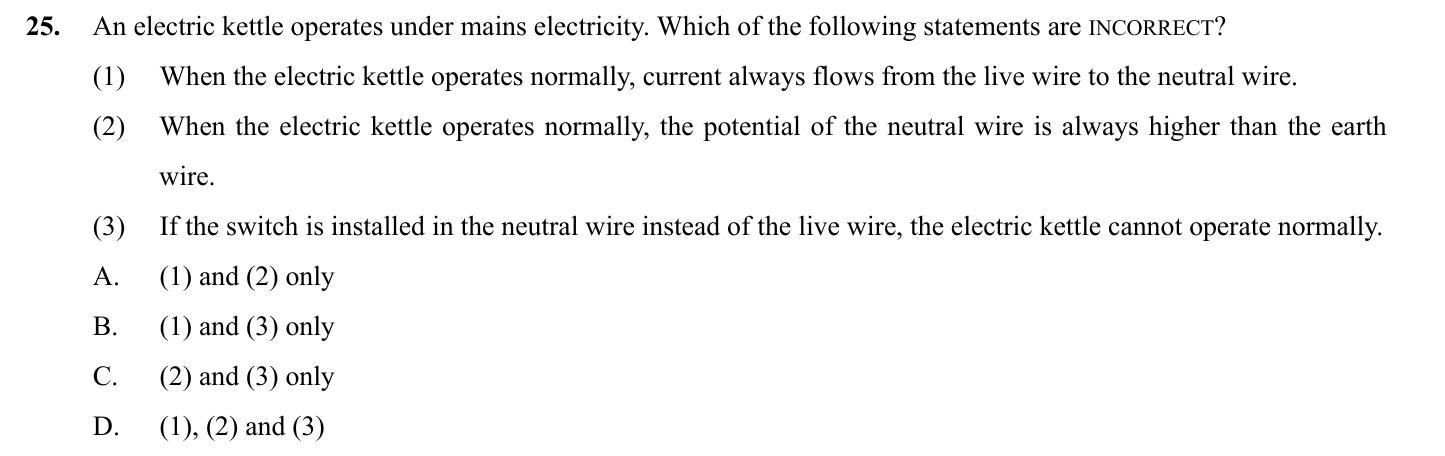 25. An electric kettle operates under mains electricity. Which of the following statements are INCORRECT?
(1) When the electric kettle operates normally, current always flows from the live wire to the neutral wire.
(2) When the electric kettle operates normally, the potential of the neutral wire is always higher than the earth
wire.
(3) If the switch is installed in the neutral wire instead of the live wire, the electric kettle cannot operate normally.
A. (1) and (2) only
B. (1) and (3) only
C. (2) and (3) only
D. (1), (2) and (3)